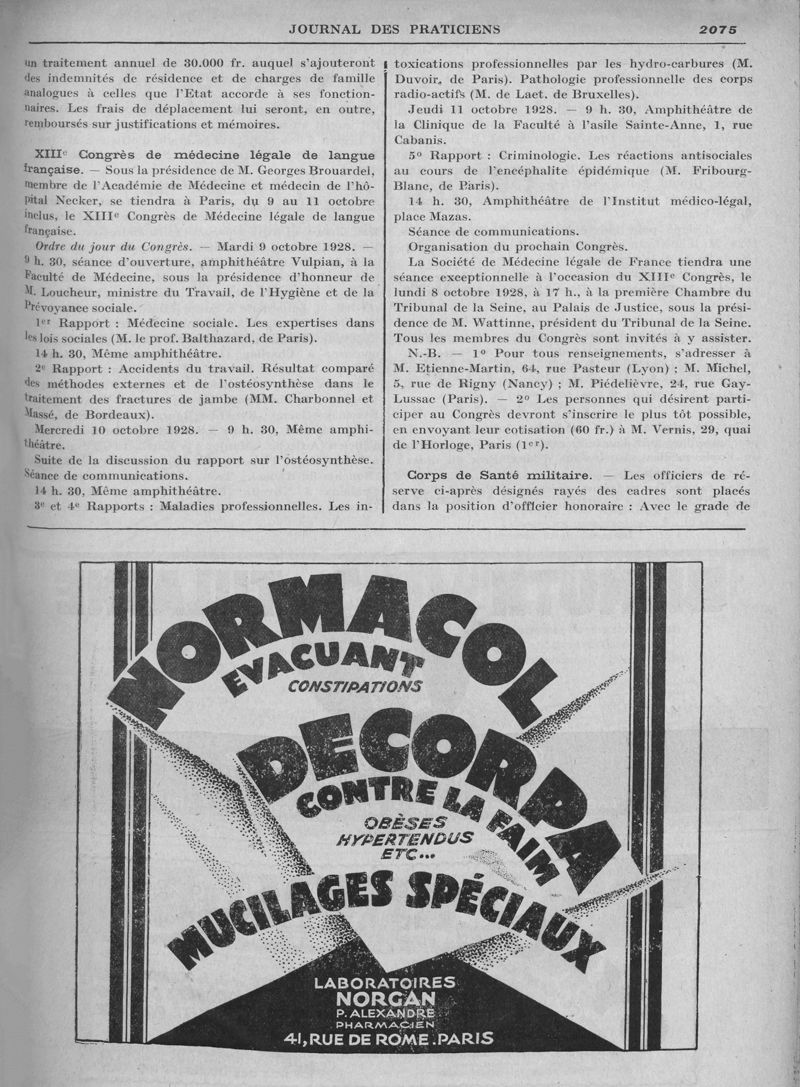 JOURNAL DES PRATICIENS 2075
un traitement annuel de 30.000 fr. auquel s'ajouteront
des indemnités de résidence et de charges de famille
analogues à celles que l'Etat accorde à ses fonction-
naires. Les frais de déplacement lui seront, en outre,
remboursés sur justifications et mémoires.
XIIIe Congrès de médecine légale de langue
française. — Sous la présidence de M. Georges Brouardel,
membre de l'Académie de Médecine et médecin de l'hô-
pital Necker, se tiendra à Paris, du 9 au 11 octobre
inclus, le XIIIe Congrès de Médecine légale de langue
française.
Ordre du jour du Congrès. — Mardi 9 octobre 1928. —
9 h. 30, séance d'ouverture, amphithéâtre Vulpian, à la
Faculté de Médecine, sous la présidence d'honneur de
M. Loucheur, ministre du Travail, de l'Hygiène et de la
Prévoyance sociale.
1er Rapport : Médecine sociale. Les expertises dans
les lois sociales (M. le prof. Balthazard, de Paris).
14 h. 30, Même amphithéâtre.
2e Rapport : Accidents du travail. Résultat comparé
des méthodes externes et de l'ostéosynthèse dans le
traitement des fractures de jambe (MM. Charbonnel et
Massé, de Bordeaux).
Mercredi 10 octobre 1928. — 9 h. 30, Même amphi-
théâtre.
Suite de la discussion du rapport sur l'ostéosynthèse.
Séance de communications.
14 h. 30, Même amphithéâtre.
3e et 4e Rapports : Maladies professionnelles. Les in-
toxications professionnelles par les hydro-carbures (M.
Duvoir, de Paris). Pathologie professionnelle des corps
radio-actifs (M. de Laet, de Bruxelles).
Jeudi 11 octobre 1928. — 9 h. 30, Amphithéâtre de
la Clinique de la Faculté à l'asile Sainte-Anne, 1, rue
Cabanis.
5o Rapport : Criminologie. Les réactions antisociales
au cours de l'encéphalite épidémique (M. Fribourg-
Blanc, de Paris).
14 h. 30, Amphithéâtre de l'Institut médico-légal,
place Mazas.
Séance de communications.
Organisation du prochain Congrès.
La Société de Médecine légale de France tiendra une
séance exceptionnelle à l'occasion du XIIIe Congrès, le
lundi 8 octobre 1928, à 17 h., à la première Chambre du
Tribunal de la Seine, au Palais de Justice, sous la prési-
dence de M. Wattinne, président du Tribunal de la Seine.
Tous les membres du Congrès sont invités à y assister.
N.-B. — 1o Pour tous renseignements, s'adresser à
M. Etienne-Martin, 64, rue Pasteur (Lyon) ; M. Michel,
5, rue de Rigny (Nancy) ; M. Piédelièvre, 24, rue Gay-
Lussac (Paris). — 2o Les personnes qui désirent parti-
ciper au Congrès devront s'inscrire le plus tôt possible,
en envoyant leur cotisation (60 fr.) à M. Vernis, 29, quai
de l'Horloge, Paris (1er).
Corps de Santé militaire. — Les officiers de ré-
serve ci-après désignés rayés des cadres sont placés
dans la position d'officier honoraire : Avec le grade de
NORMACOL
EVACUANT
CONSTIPATIONS
DECORPA
CONTRE LA FAIM
OBÈSES
HYPERTENDUS
ETC...
MUCILAGES SPÉCIAUX
LABORATOIRES
NORGAN
P. ALEXANDRE
PHARMACIEN
41, RUE DE ROME. PARIS